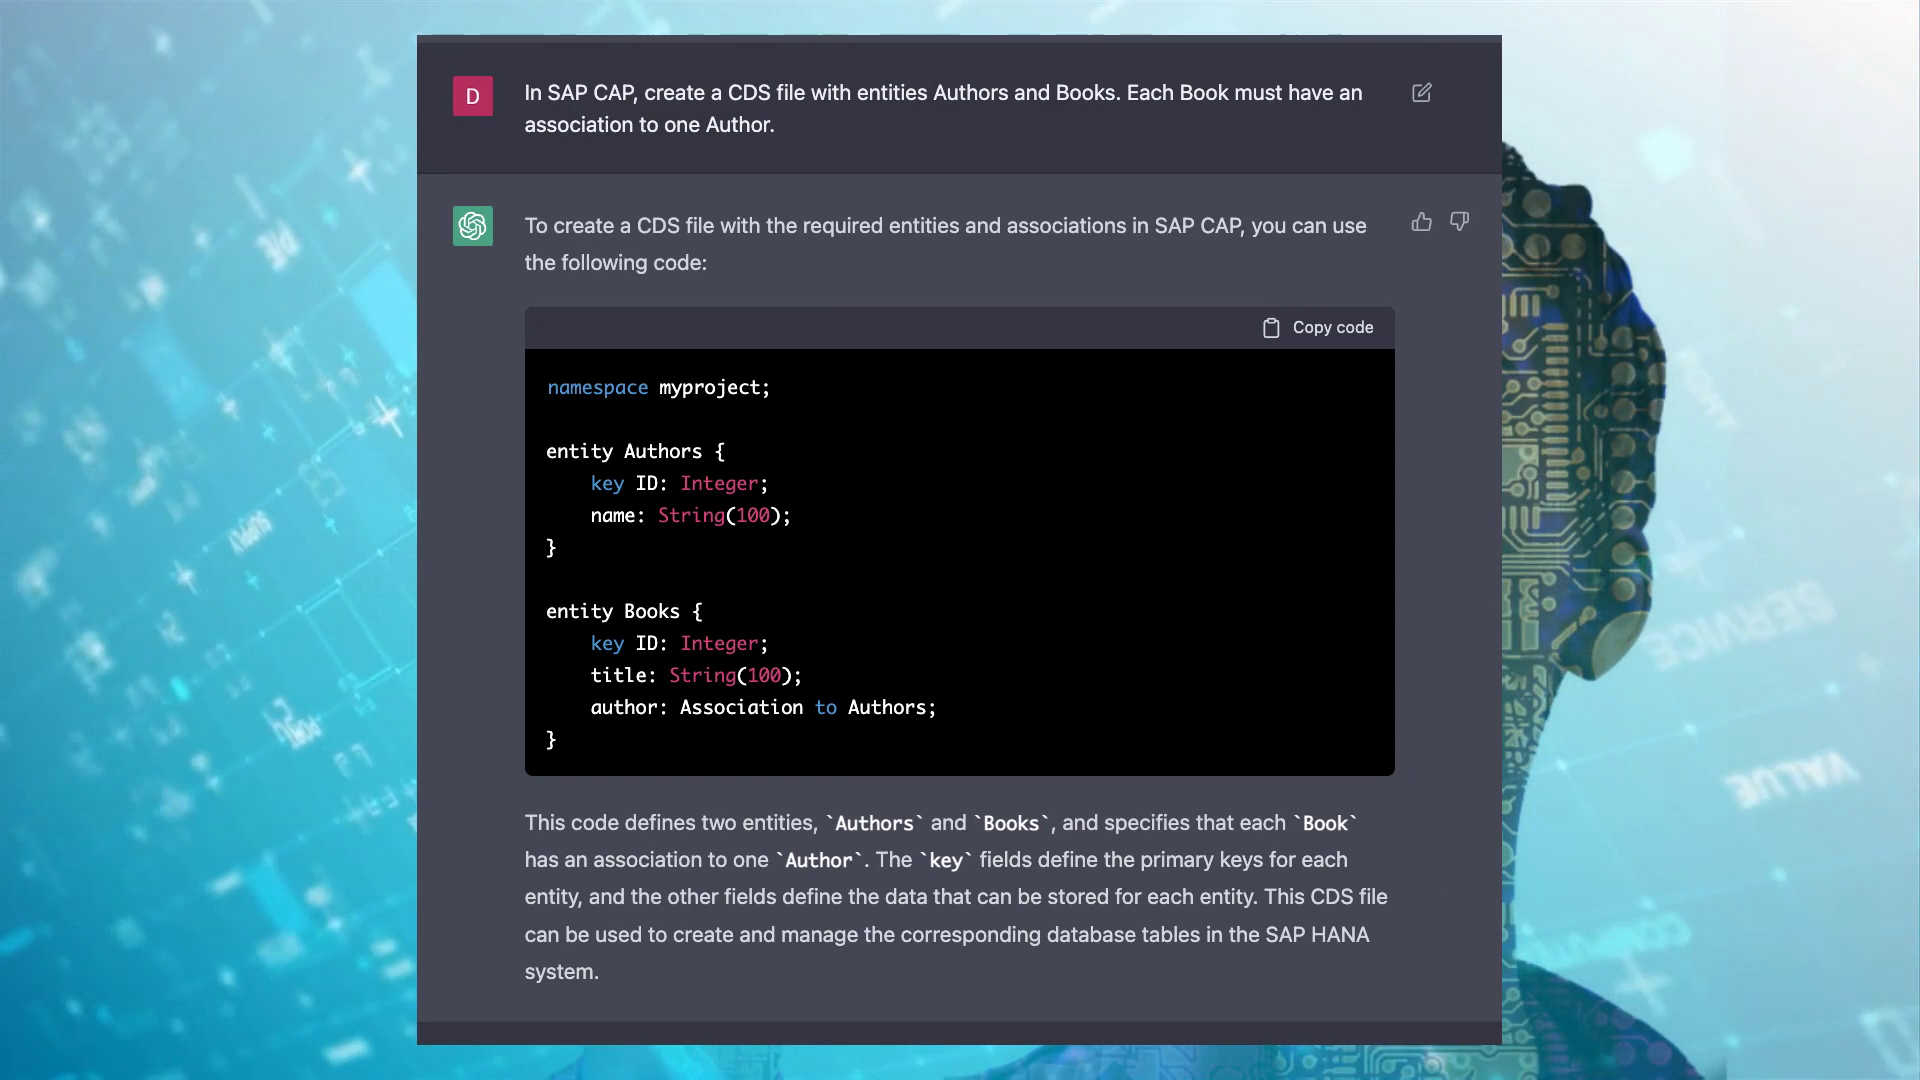 D
In SAP CAP, create a CDS file with entities Authors and Books. Each Book must have an
association to one Author.
To create a CDS file with the required entities and associations in SAP CAP, you can use
the following code:
Copy code
namespace myproject;
entity Authors {
    key ID: Integer;
    name: String(100);
}
entity Books {
    key ID: Integer;
    title: String(100);
    author: Association to Authors;
}
This code defines two entities, `Authors` and `Books`, and specifies that each `Book`
has an association to one `Author`. The `key` fields define the primary keys for each
entity, and the other fields define the data that can be stored for each entity. This CDS file
can be used to create and manage the corresponding database tables in the SAP HANA
system.
SERVICE
VALUE